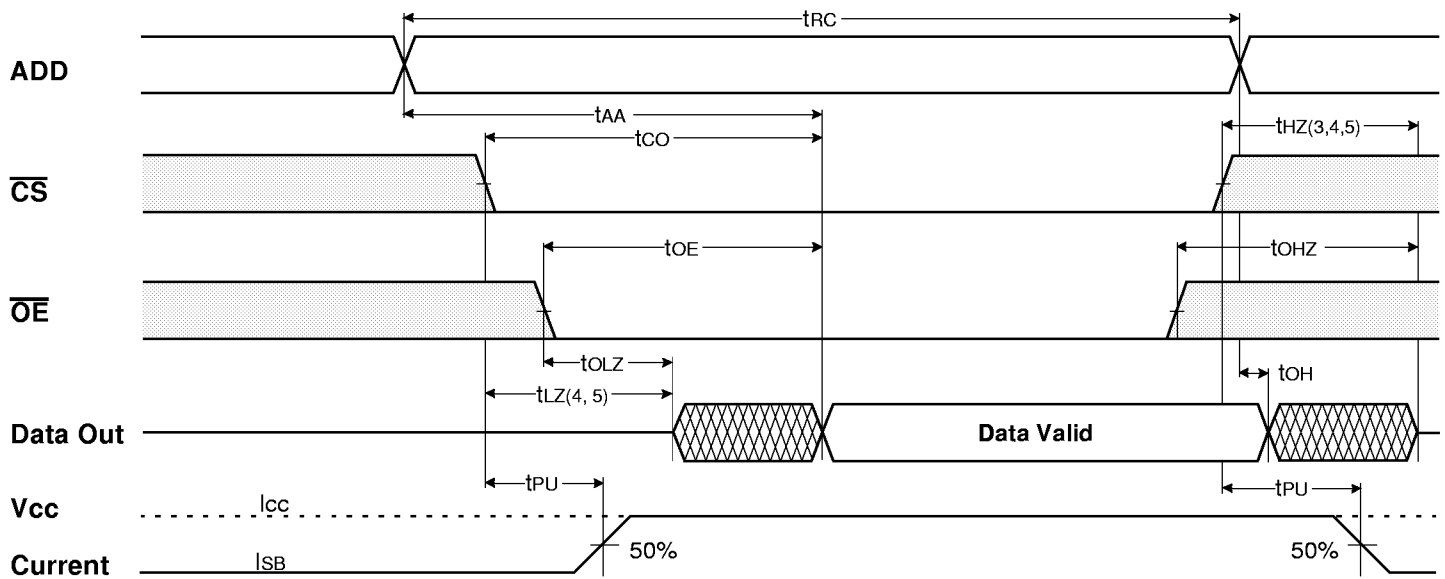 tRC
ADD
tAA
tCO
tHZ(3,4,5)
CS
tOE
tOHZ
OE
tOLZ
tOH
tLZ(4, 5)
Data Out
Data Valid
tPU
tPU
Vcc
ICC
50%
50%
Current
ISB